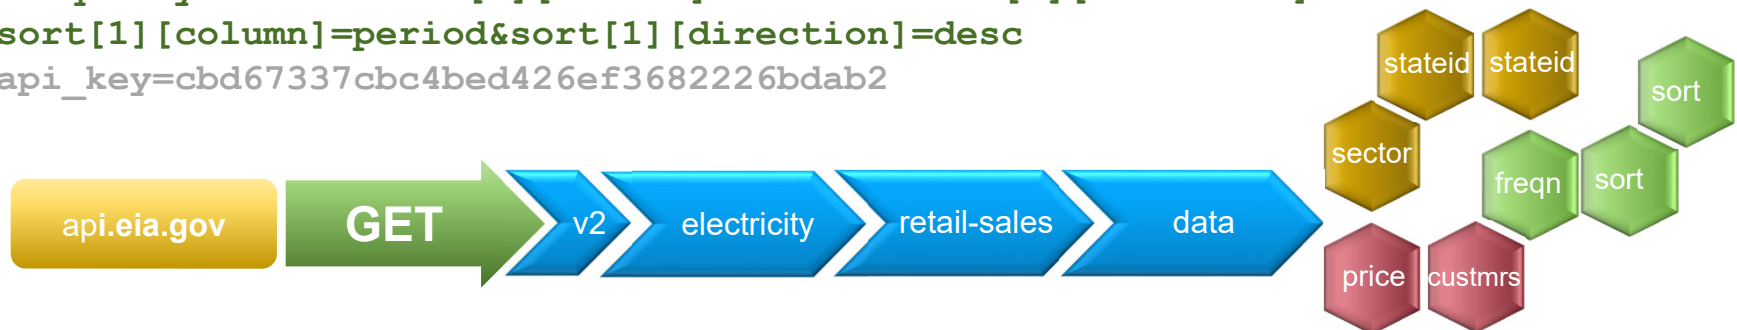 sort[1][column]=period&sort[1][direction]=desc
api_key=cbd67337cbc4bed426ef3682226bdab2
stateid stateid
sort
sector
freqn sort
api.eia.gov GET v2 electricity retail-sales data
price custmrs